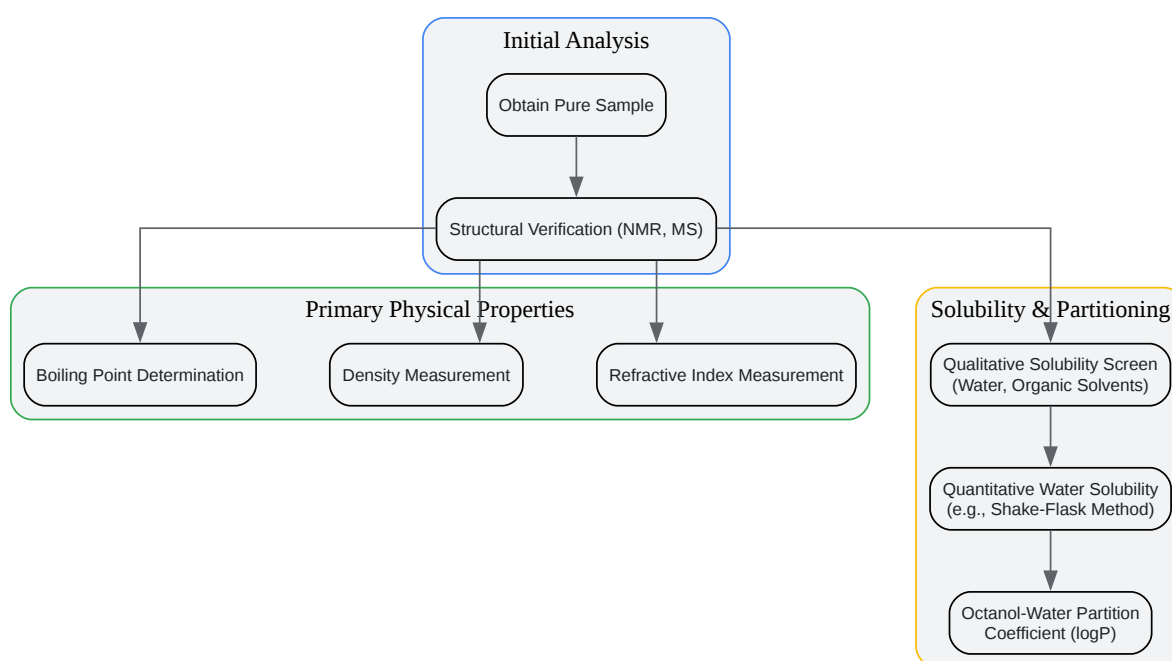 Initial Analysis
Obtain Pure Sample
Structural Verification (NMR, MS)
Primary Physical Properties
Boiling Point Determination
Density Measurement
Refractive Index Measurement
Solubility & Partitioning
Qualitative Solubility Screen
(Water, Organic Solvents)
Quantitative Water Solubility
(e.g., Shake-Flask Method)
Octanol-Water Partition
Coefficient (logP)